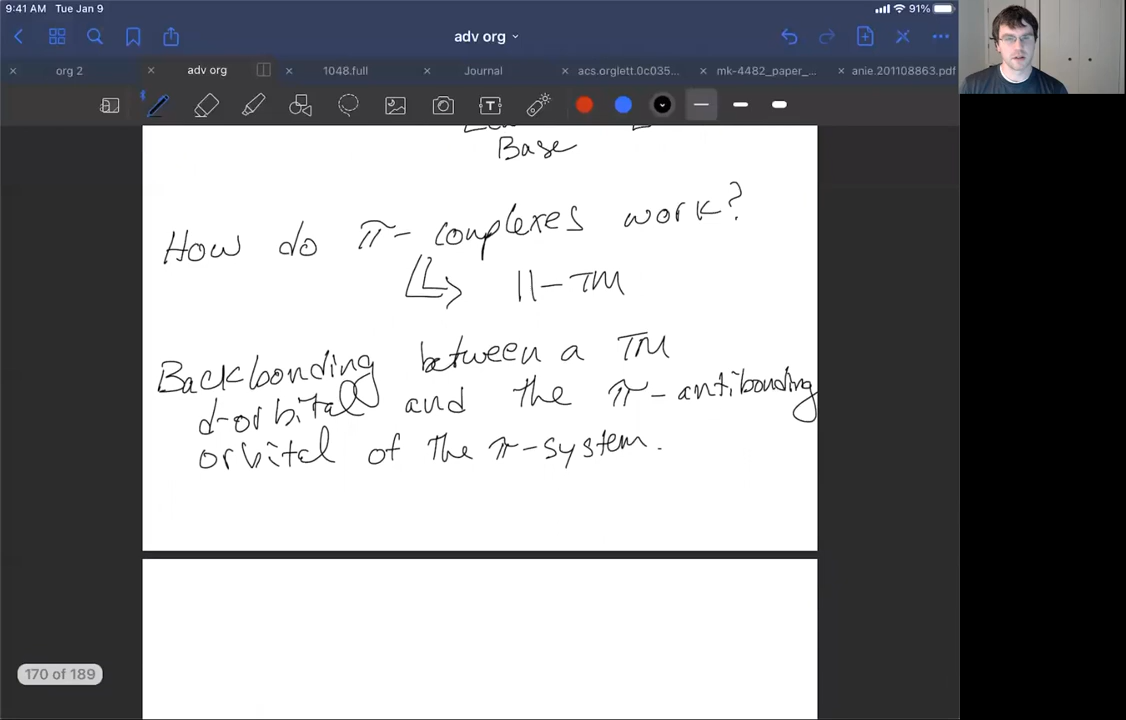 9:41 AM Tue Jan 9
91%
adv org
org 2
adv org
1048.full
Journal
acs.orglett.0c035...
mk-4482_paper_...
anie.201108863.pdf
Base
How do π- complexes work?
||-TM
Backbonding between a TM
d-orbital and the π-antibonding
orbital of the π-system.
170 of 189